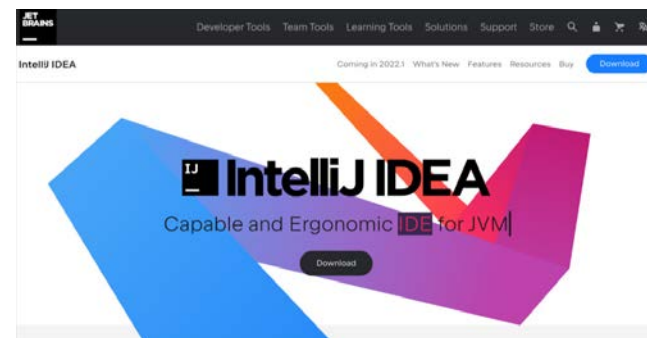 JET
BRAINS
Developer Tools Team Tools Learning Tools Solutions Support Store
IntelliJ IDEA
Coming in 2022.1 What's New Features Resources Buy Download
IJ IntelliJ IDEA
Capable and Ergonomic IDE for JVM
Download